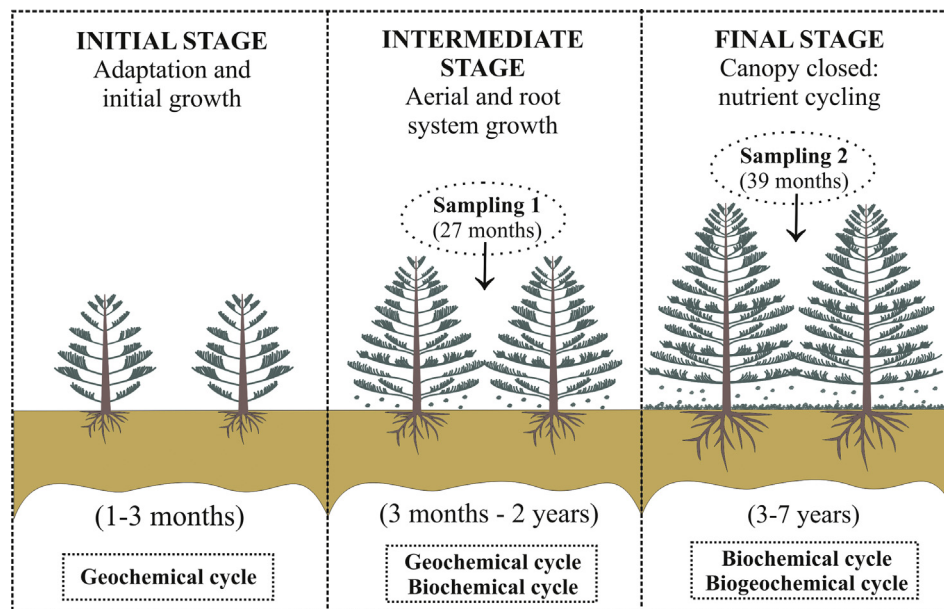 INITIAL STAGE
Adaptation and
initial growth
(1-3 months)
Geochemical cycle
INTERMEDIATE
STAGE
Aerial and root
system growth
Sampling 1
(27 months)
(3 months - 2 years)
Geochemical cycle
Biochemical cycle
FINAL STAGE
Canopy closed:
nutrient cycling
Sampling 2
(39 months)
(3-7 years)
Biochemical cycle
Biogeochemical cycle